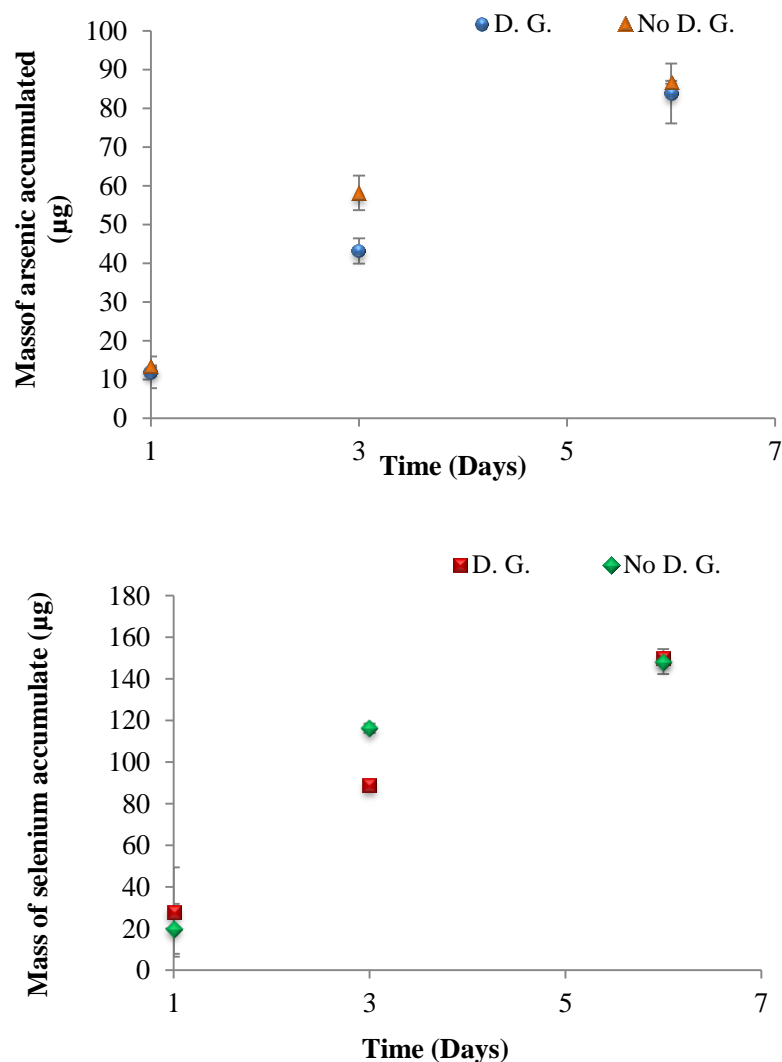 D. G. No D. G.
100
90
80
70
60
50
40
30
20
10
0
1 3 5 7
Massof arsenic accumulated
(µg)
Time (Days)
D. G. No D. G.
180
160
140
120
100
80
60
40
20
0
1 3 5 7
Mass of selenium accumulate (µg)
Time (Days)